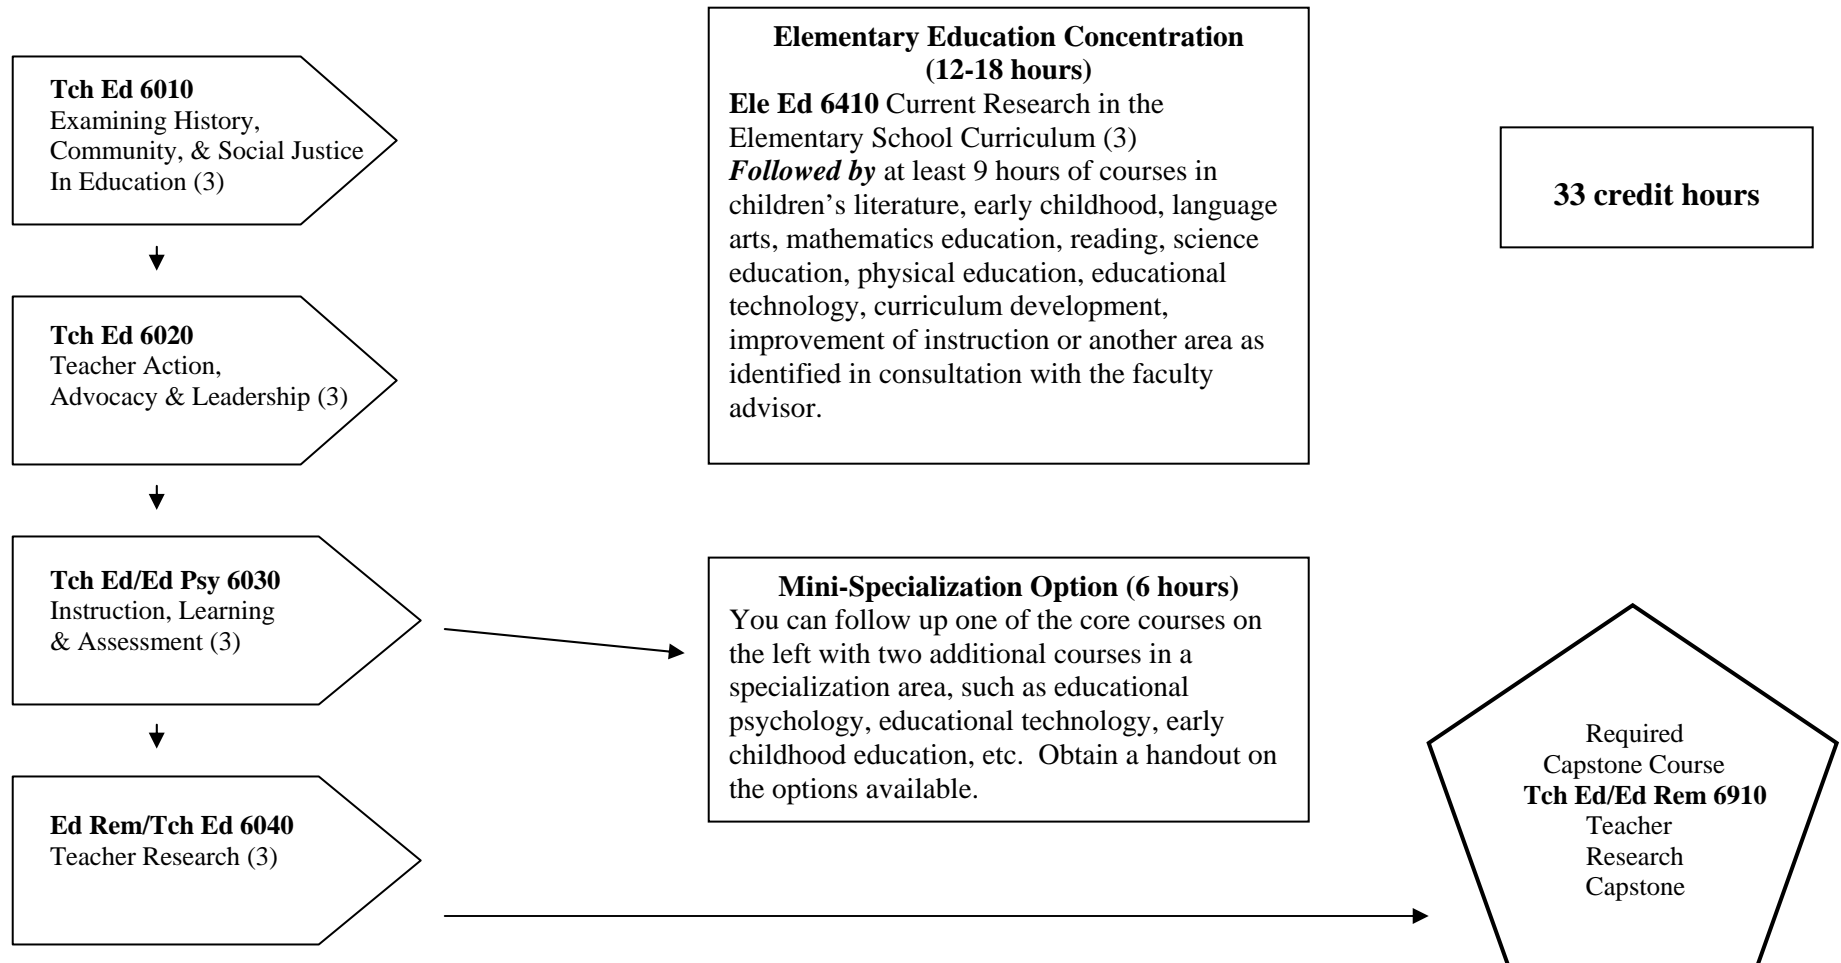 Tch Ed 6010
Examining History,
Community, & Social Justice
In Education (3)
Tch Ed 6020
Teacher Action,
Advocacy & Leadership (3)
Tch Ed/Ed Psy 6030
Instruction, Learning
& Assessment (3)
Ed Rem/Tch Ed 6040
Teacher Research (3)
Elementary Education Concentration
(12-18 hours)
Ele Ed 6410 Current Research in the
Elementary School Curriculum (3)
Followed by at least 9 hours of courses in
children’s literature, early childhood, language
arts, mathematics education, reading, science
education, physical education, educational
technology, curriculum development,
improvement of instruction or another area as
identified in consultation with the faculty
advisor.
Mini-Specialization Option (6 hours)
You can follow up one of the core courses on
the left with two additional courses in a
specialization area, such as educational
psychology, educational technology, early
childhood education, etc.  Obtain a handout on
the options available.
33 credit hours
Required
Capstone Course
Tch Ed/Ed Rem 6910
Teacher
Research
Capstone